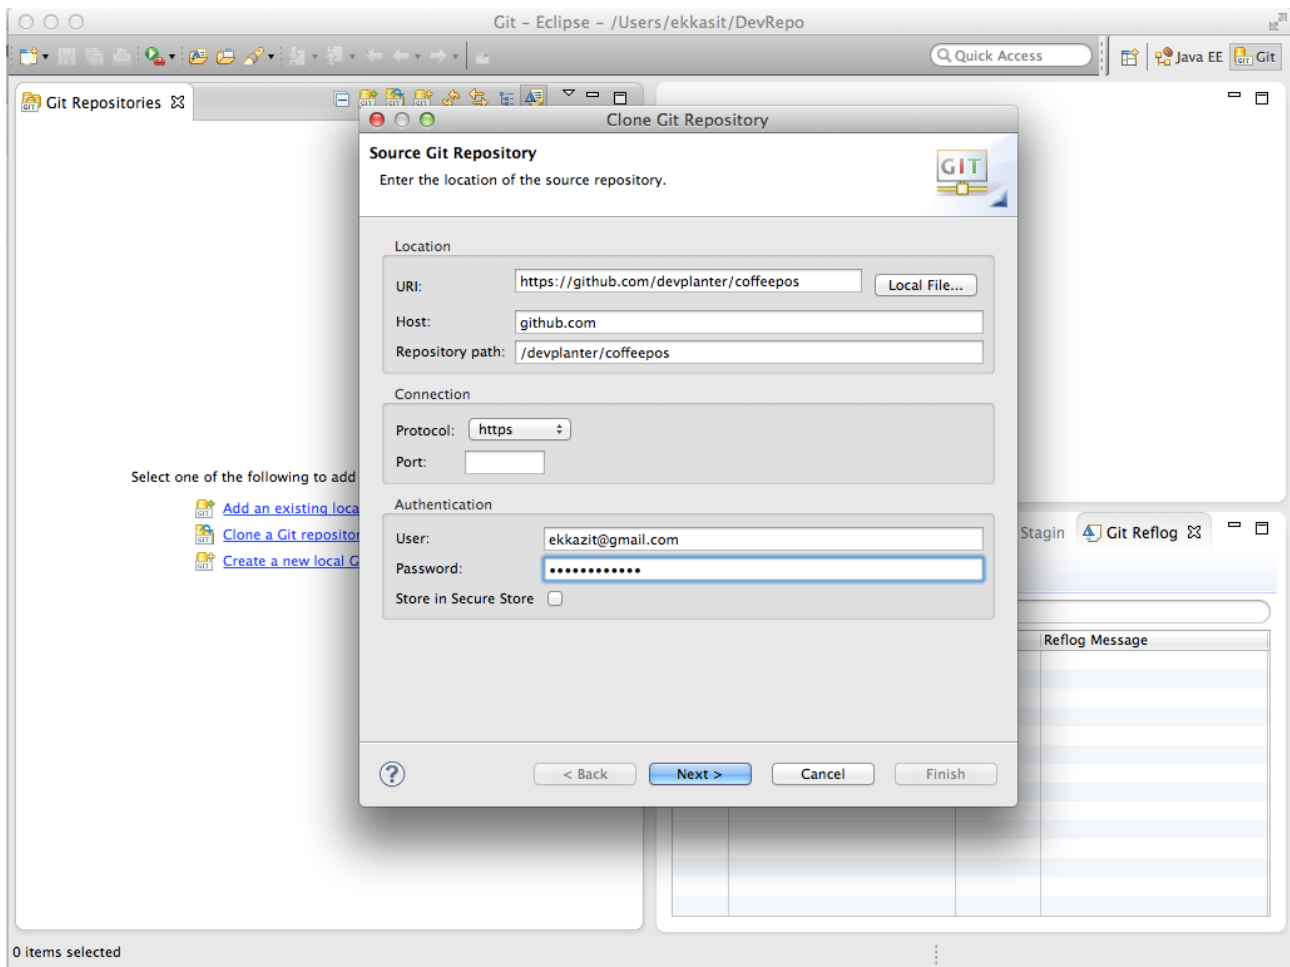 Git – Eclipse – /Users/ekkasit/DevRepo
Quick Access
Java EE
Git
Git Repositories
Clone Git Repository
Source Git Repository
Enter the location of the source repository.
GIT
Location
URI: https://github.com/devplanter/coffeepos Local File...
Host: github.com
Repository path: /devplanter/coffeepos
Connection
Protocol: https
Port:
Select one of the following to add
Add an existing loca
Clone a Git repositor
Create a new local G
Authentication
User: ekkazit@gmail.com
Password: ••••••••••••
Store in Secure Store
Stagin
Git Reflog
Reflog Message
< Back Next > Cancel Finish
0 items selected